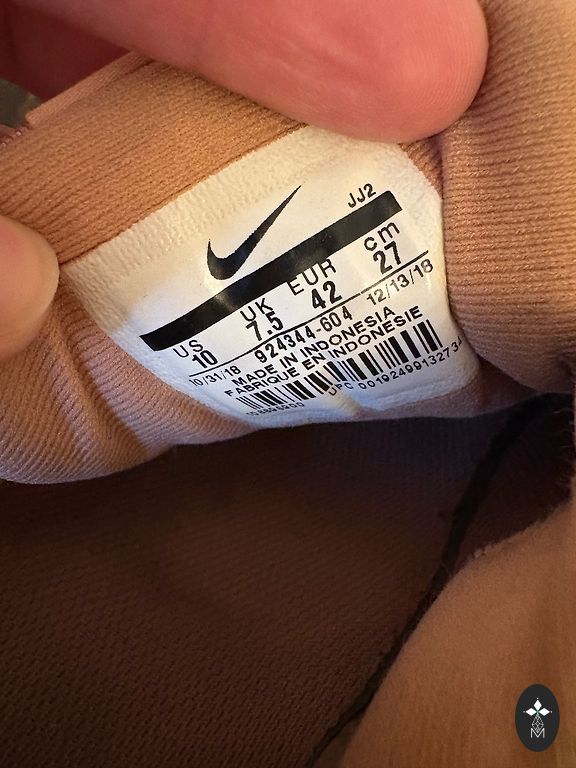 JJ2
US UK EUR cm
10 7.5 42 27
10/31/18 924344-604 12/13/18
MADE IN INDONESIA
FABRIQUE EN INDONESIE
UPC 00192499132734
M